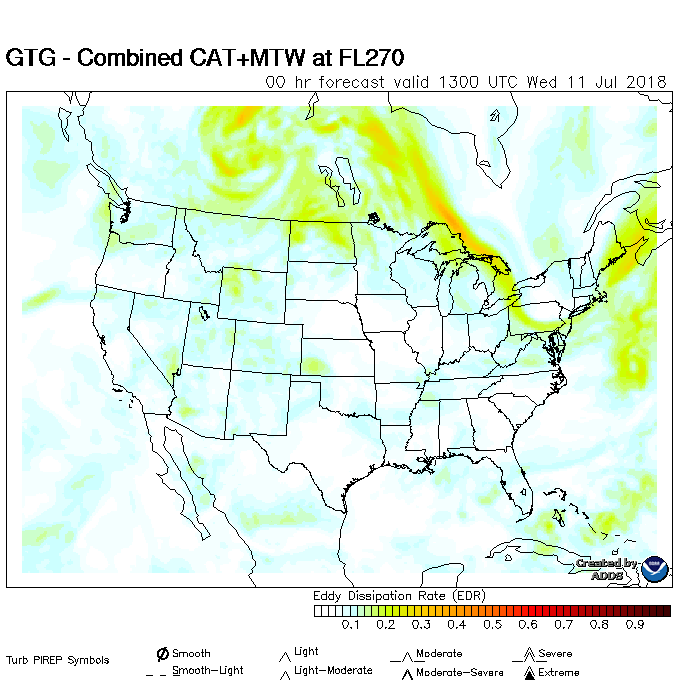 GTG - Combined CAT+MTW at FL270
00 hr forecast valid 1300 UTC Wed 11 Jul 2018
Created by
ADDS
Eddy Dissipation Rate (EDR)
0.1 0.2 0.3 0.4 0.5 0.6 0.7 0.8 0.9
Turb PIREP Symbols
Smooth Light Moderate Severe
Smooth-Light Light-Moderate Moderate-Severe Extreme